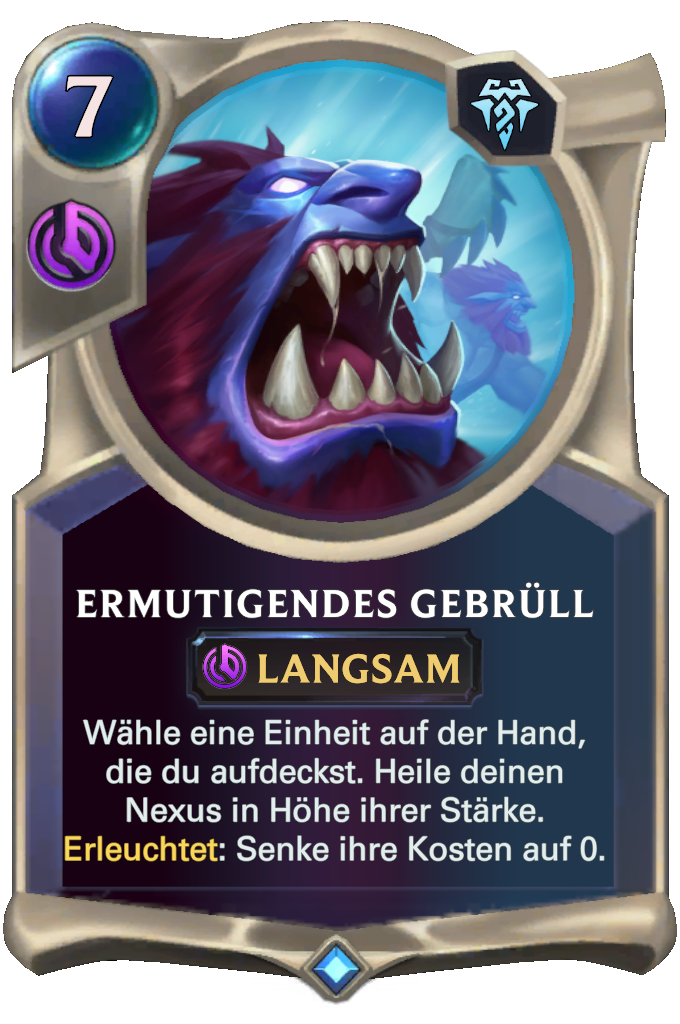 7
ERMUTIGENDES GEBRÜLL
LANGSAM
Wähle eine Einheit auf der Hand,
die du aufdeckst. Heile deinen
Nexus in Höhe ihrer Stärke.
Erleuchtet: Senke ihre Kosten auf 0.